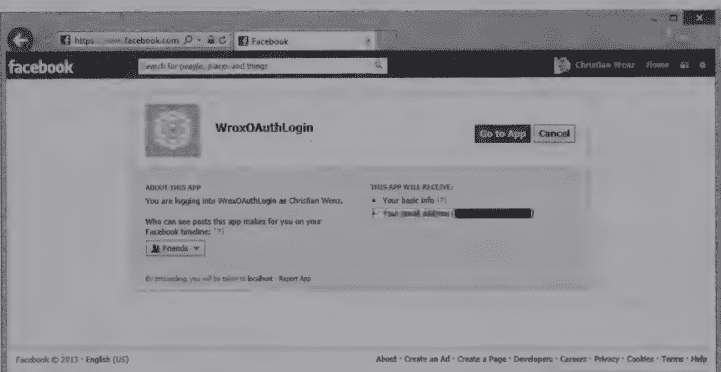 https facebook.com
Facebook
facebook
Search for people, places and things
Christian Wenz Home
WroxOAuthLogin
Go to App
Cancel
ABOUT THIS APP
You are logging into WroxOAuthLogin as Christian Wenz.
Who can see posts this app makes for you on your
Facebook timeline: [?]
Friends
THIS APP WILL RECEIVE:
• Your basic info [?]
• Your email address (
By proceeding, you will be taken to localhost · Report App
Facebook © 2013 · English (US)
About · Create an Ad · Create a Page · Developers · Careers · Privacy · Cookies · Terms · Help